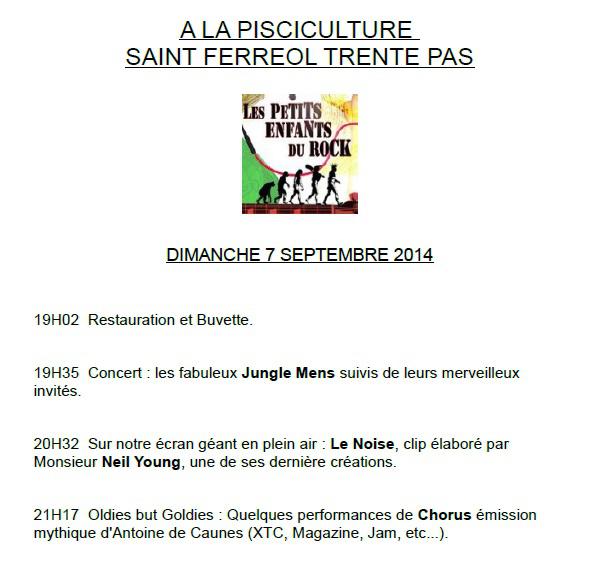 A LA PISCICULTURE
SAINT FERREOL TRENTE PAS
LES PETITS
ENFANTS
DU ROCK
DIMANCHE 7 SEPTEMBRE 2014
19H02 Restauration et Buvette.
19H35 Concert : les fabuleux Jungle Mens suivis de leurs merveilleux
invités.
20H32 Sur notre écran géant en plein air : Le Noise, clip élaboré par
Monsieur Neil Young, une de ses dernière créations.
21H17 Oldies but Goldies : Quelques performances de Chorus émission
mythique d'Antoine de Caunes (XTC, Magazine, Jam, etc...).